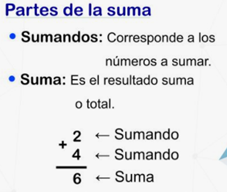 Partes de la suma
• Sumandos: Corresponde a los
números a sumar.
• Suma: Es el resultado suma
o total.
2 ← Sumando
+
4 ← Sumando
6 ← Suma